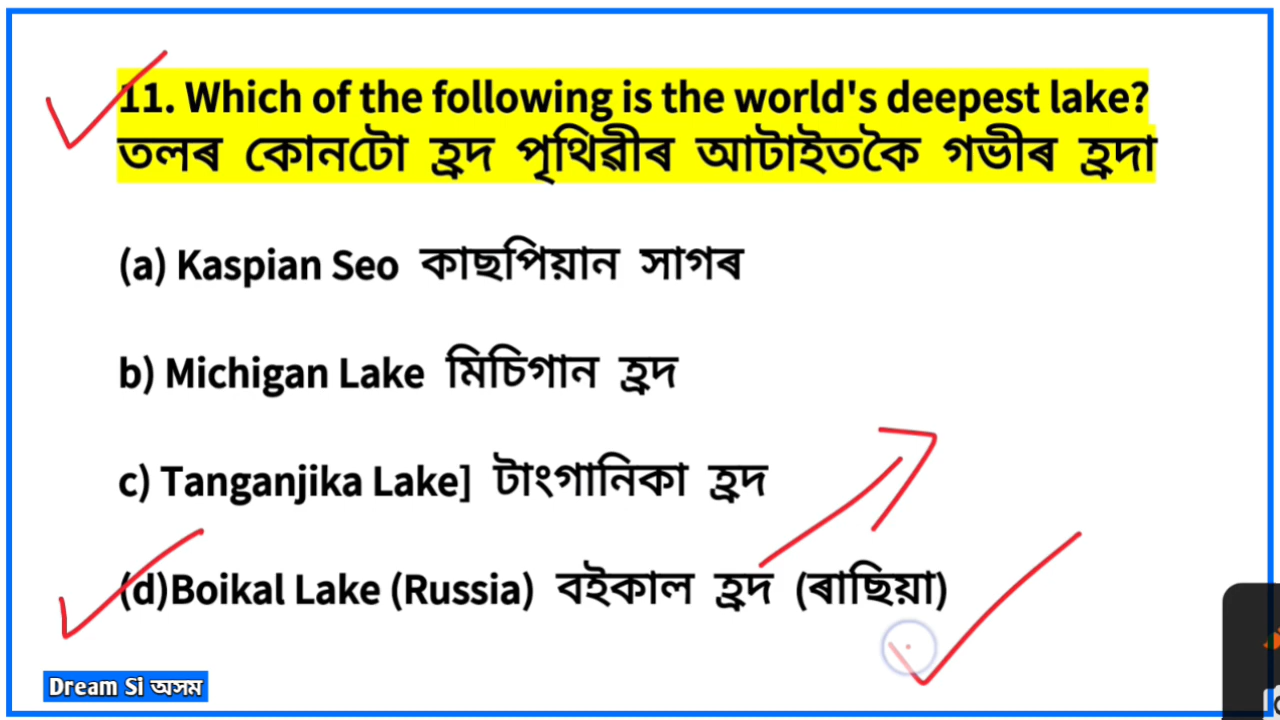 11. Which of the following is the world's deepest lake?
তলৰ কোনটো হ্ৰদ পৃথিৱীৰ আটাইতকৈ গভীৰ হ্ৰদা
(a) Kaspian Seo কাছপিয়ান সাগৰ
b) Michigan Lake মিচিগান হ্ৰদ
c) Tanganjika Lake] টাংগানিকা হ্ৰদ
(d)Boikal Lake (Russia) বইকাল হ্ৰদ (ৰাছিয়া)
Dream Si অসম